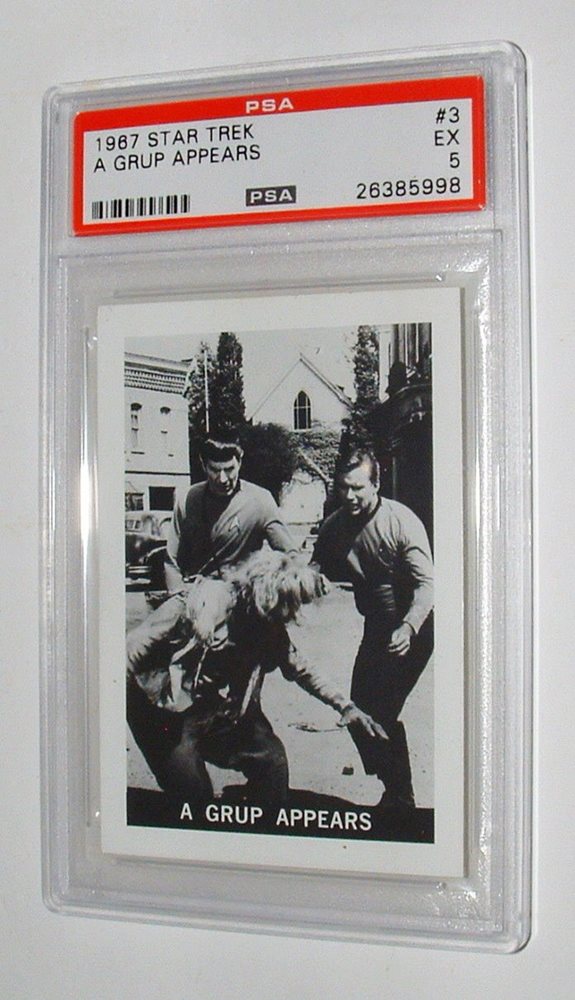 PSA
1967 STAR TREK #3
A GRUP APPEARS EX
5
PSA 26385998
A GRUP APPEARS